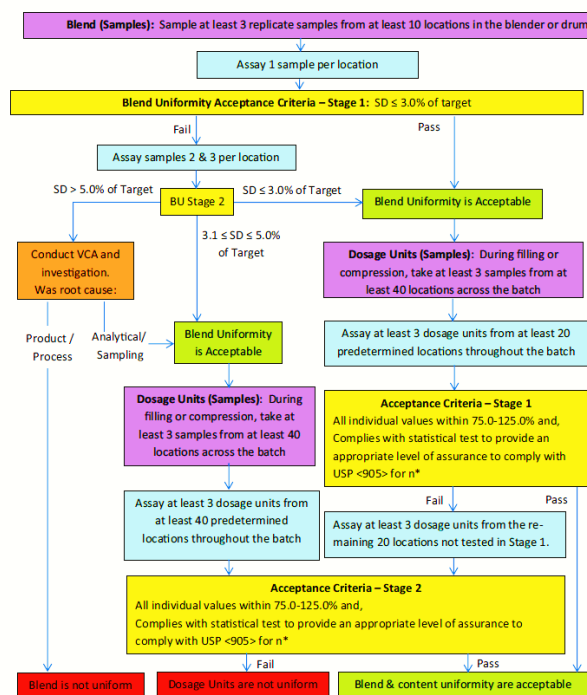 Blend (Samples): Sample at least 3 replicate samples from at least 10 locations in the blender or drum
Assay 1 sample per location
Blend Uniformity Acceptance Criteria – Stage 1: SD ≤ 3.0% of target
Fail
Pass
Assay samples 2 & 3 per location
SD > 5.0% of Target
BU Stage 2
SD ≤ 3.0% of Target
Blend Uniformity is Acceptable
3.1 ≤ SD ≤ 5.0%
of Target
Conduct VCA and
investigation.
Was root cause:
Dosage Units (Samples): During
filling or compression, take at
least 3 samples from at
least 40 locations across the
batch
Product /
Process
Analytical/
Sampling
Blend Uniformity
is Acceptable
Assay at least 3 dosage units from at least 20
predetermined locations throughout the batch
Dosage Units (Samples): During
filling or compression, take at
least 3 samples from at least 40
locations across the batch
Acceptance Criteria – Stage 1
All individual values within 75.0-125.0% and,
Complies with statistical test to provide an
appropriate level of assurance to comply with
USP <905> for n*
Fail
Pass
Assay at least 3 dosage units from
at least 40 predetermined
locations throughout the batch
Assay at least 3 dosage units from the re-
maining 20 locations not tested in Stage 1.
Acceptance Criteria – Stage 2
All individual values within 75.0-125.0% and,
Complies with statistical test to provide an appropriate level of assurance to
comply with USP <905> for n*
Fail
Pass
Blend is not uniform
Dosage Units are not uniform
Blend & content uniformity are acceptable